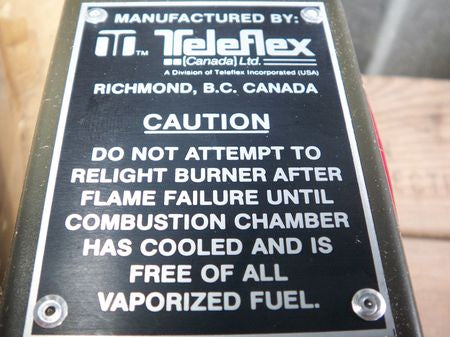 MANUFACTURED BY:
TI™ Teleflex
(Canada) Ltd.
A Division of Teleflex Incorporated (USA)
RICHMOND, B.C. CANADA
CAUTION
DO NOT ATTEMPT TO
RELIGHT BURNER AFTER
FLAME FAILURE UNTIL
COMBUSTION CHAMBER
HAS COOLED AND IS
FREE OF ALL
VAPORIZED FUEL.